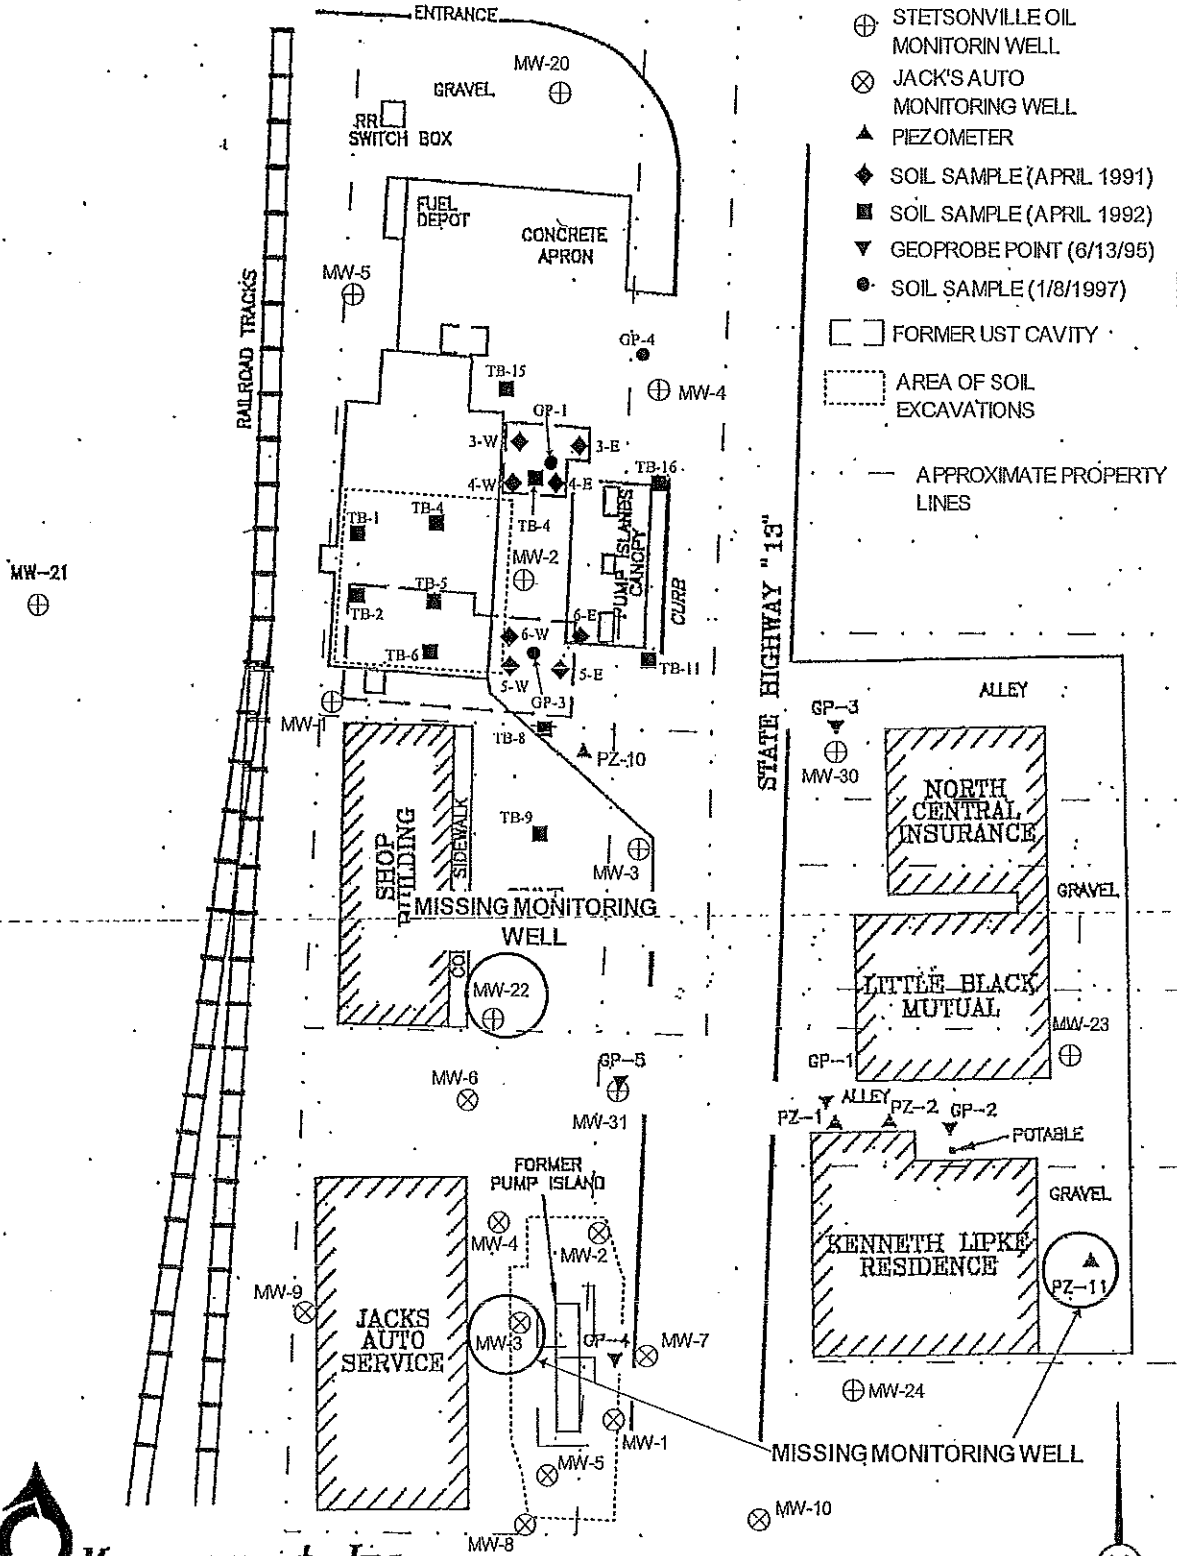 ENTRANCE
STETSONVILLE OIL
MONITORIN WELL
JACK'S AUTO
MONITORING WELL
PIEZOMETER
SOIL SAMPLE (APRIL 1991)
SOIL SAMPLE (APRIL 1992)
GEOPROBE POINT (6/13/95)
SOIL SAMPLE (1/8/1997)
FORMER UST CAVITY
AREA OF SOIL
EXCAVATIONS
APPROXIMATE PROPERTY
LINES
MW-20
GRAVEL
RR
SWITCH BOX
FUEL
DEPOT
CONCRETE
APRON
MW-5
RAILROAD TRACKS
GP-4
TB-15
MW-4
GP-1
3-W
3-E
TB-16
4-W
4-E
TB-1
TB-4
TB-4
PUMP ISLANDS
CANOPY
CURB
STATE HIGHWAY "13"
MW-2
MW-21
TB-5
TB-2
6-E
6-W
TB-6
TB-11
5-W
5-E
GP-3
MW-1
TB-8
PZ-10
ALLEY
GP-3
MW-30
NORTH
CENTRAL
INSURANCE
SHOP
BUILDING
SIDEWALK
TB-9
MW-3
GRAVEL
MISSING MONITORING
WELL
MW-22
LITTLE BLACK
MUTUAL
MW-23
GP-5
GP-1
MW-6
MW-31
ALLEY
PZ-1
PZ-2
GP-2
POTABLE
FORMER
PUMP ISLAND
GRAVEL
MW-4
MW-2
KENNETH LIPKE
RESIDENCE
PZ-11
MW-9
JACKS
AUTO
SERVICE
MW-3
GP-4
MW-7
MW-24
MW-1
MISSING MONITORING WELL
MW-5
MW-10
MW-8